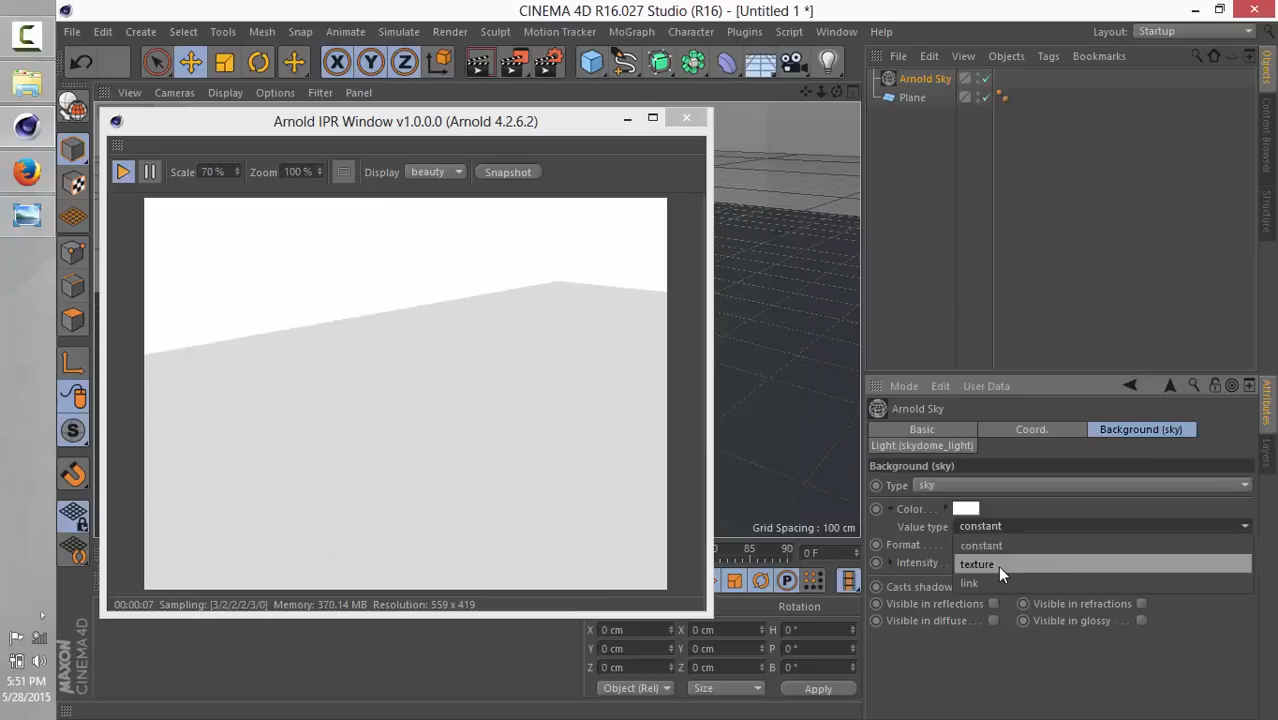 CINEMA 4D R16.027 Studio (R16) - [Untitled 1 *]
File Edit Create Select Tools Mesh Snap Animate Simulate Render Sculpt Motion Tracker MoGraph Character Plugins Script Window Help Layout: Startup
File Edit View Objects Tags Bookmarks
View Cameras Display Options Filter Panel
Arnold Sky
Plane
Objects
Content Browser
Structure
Arnold IPR Window v1.0.0.0 (Arnold 4.2.6.2)
Scale 70 % Zoom 100 % Display beauty Snapshot
00:00:07 Sampling: [3/2/2/2/3/0] Memory: 370.14 MB Resolution: 559 x 419
Grid Spacing : 100 cm
85 90 0 F
Mode Edit User Data
Arnold Sky
Basic Coord. Background (sky)
Light (skydome_light)
Background (sky)
Type sky
Color. . .
Value type constant
Format . . . .
constant
texture
link
Intensity.
Casts shadow
Visible in reflections Visible in refractions
Visible in diffuse . . . Visible in glossy .
Attributes
Layers
Rotation
X 0 cm X 0 cm H 0 °
Y 0 cm Y 0 cm P 0 °
Z 0 cm Z 0 cm B 0 °
Object (Rel) Size Apply
MAXON CINEMA 4D
5:51 PM
5/28/2015